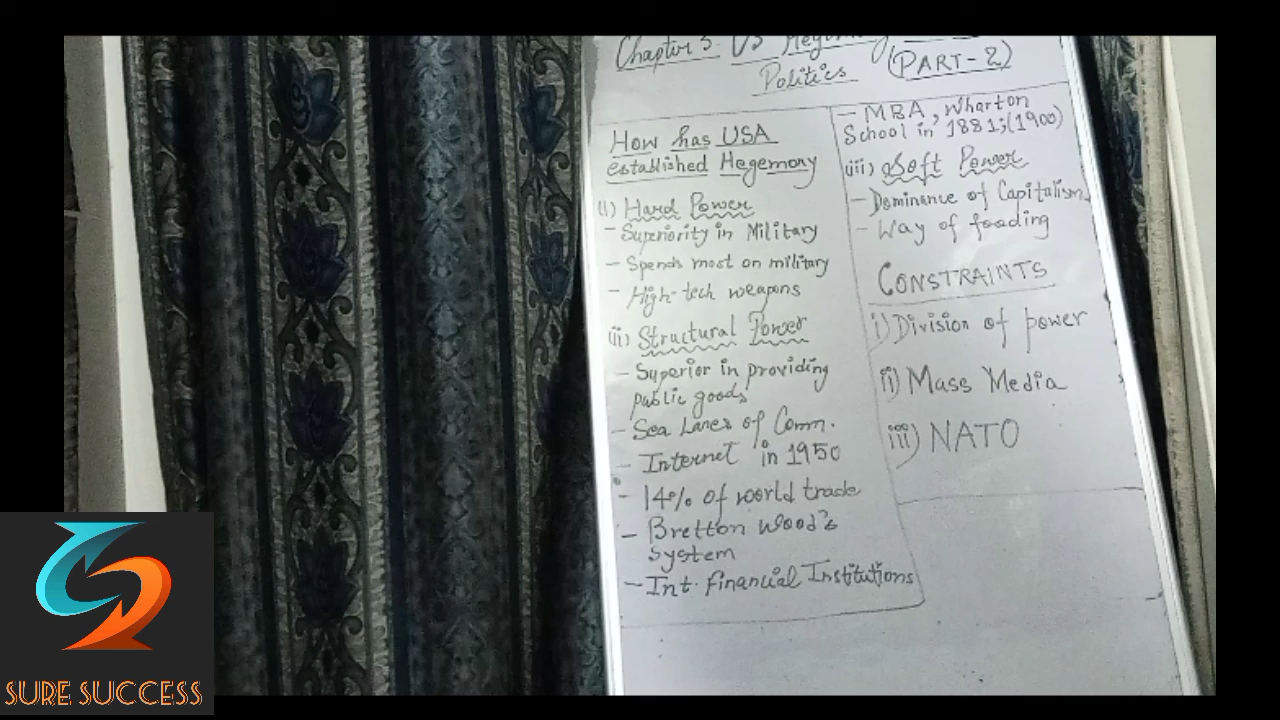 Chapter 3: US Hegemony
Politics (PART-2)
How has USA
established Hegemony
(i) Hard Power
- Superiority in Military
- Spends most on military
- High-tech weapons
(ii) Structural Power
- Superior in providing
public goods
- Sea Lanes of Comm.
- Internet in 1950
- 14% of world trade
- Bretton Wood's
System
- Int. Financial Institutions
- MBA, Wharton
School in 1881; (1900)
(iii) Soft Power
- Dominance of Capitalism
- Way of fooding
CONSTRAINTS
i) Division of power
ii) Mass Media
iii) NATO
SURE SUCCESS